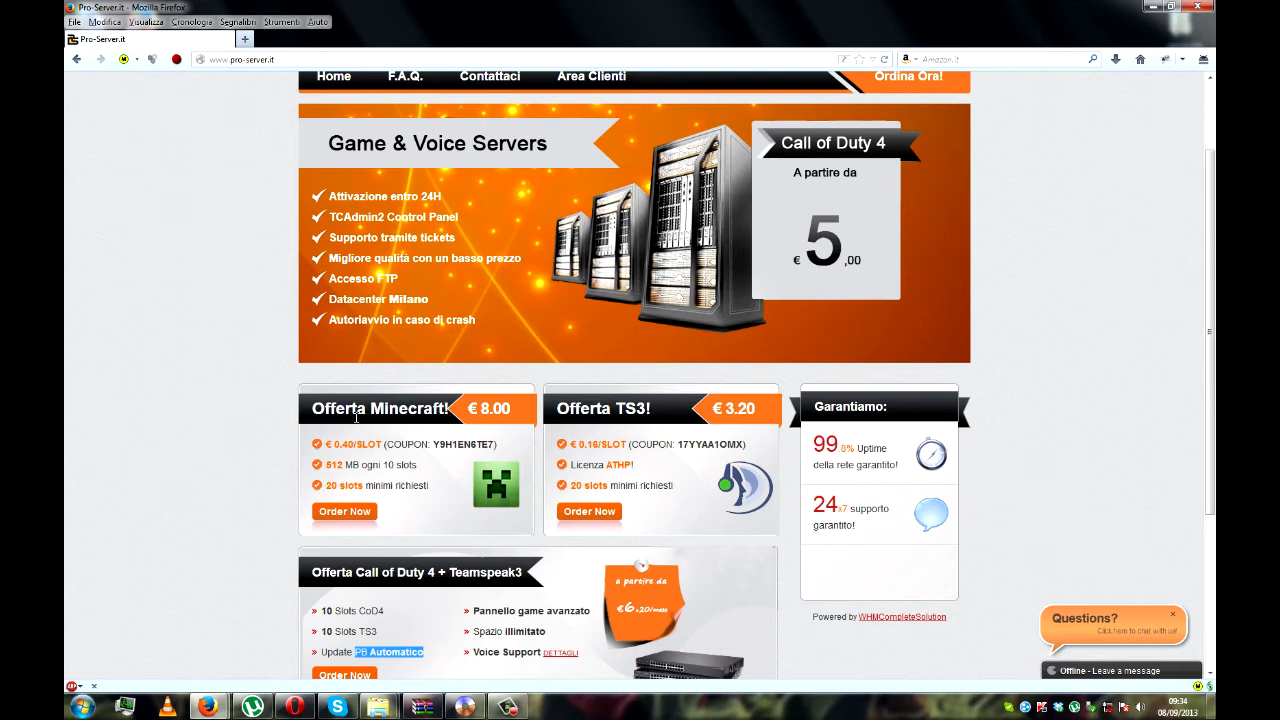 Pro-Server.it - Mozilla Firefox
File Modifica Visualizza Cronologia Segnalibri Strumenti Aiuto
Pro-Server.it
www.pro-server.it
Amazon.it
Home F.A.Q. Contattaci Area Clienti Ordina Ora!
Game & Voice Servers
Attivazione entro 24H
TCAdmin2 Control Panel
Supporto tramite tickets
Migliore qualità con un basso prezzo
Accesso FTP
Datacenter Milano
Autoriavvio in caso di crash
Call of Duty 4
A partire da
€ 5 ,00
Offerta Minecraft! € 8.00
€ 0.40/SLOT (COUPON: Y9H1EN6TE7)
512 MB ogni 10 slots
20 slots minimi richiesti
Order Now
Offerta TS3! € 3.20
€ 0.16/SLOT (COUPON: 17YYAA1OMX)
Licenza ATHP!
20 slots minimi richiesti
Order Now
Garantiamo:
99.8% Uptime
della rete garantito!
24x7 supporto
garantito!
Powered by WHMCompleteSolution
Offerta Call of Duty 4 + Teamspeak3
» 10 Slots CoD4
» 10 Slots TS3
» Update PB Automatico
» Pannello game avanzato
» Spazio illimitato
» Voice Support DETTAGLI
a partire da
€6.20/mese
Order Now
Questions?
Click here to chat with us!
Offline - Leave a message
09:34
08/09/2013